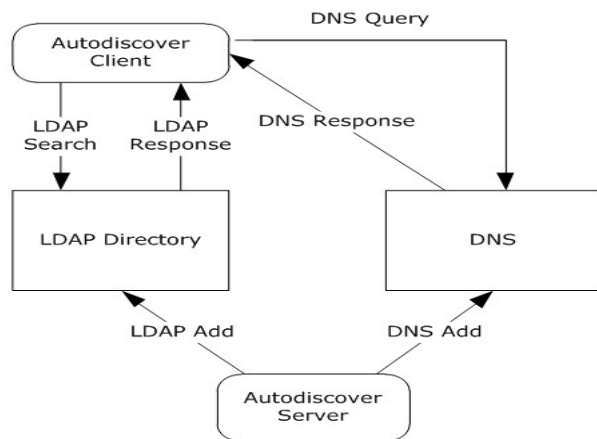 DNS Query
Autodiscover
Client
LDAP
Search
LDAP
Response
DNS Response
LDAP Directory
DNS
LDAP Add
DNS Add
Autodiscover
Server